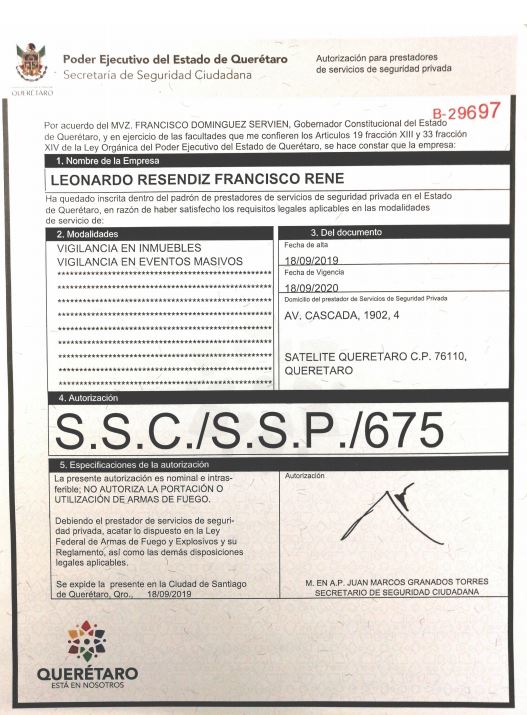 Poder Ejecutivo del Estado de Querétaro
Secretaría de Seguridad Ciudadana
Autorización para prestadores
de servicios de seguridad privada
QUERÉTARO
B-29697
Por acuerdo del MVZ. FRANCISCO DOMINGUEZ SERVIEN, Gobernador Constitucional del Estado
de Querétaro, y en ejercicio de las facultades que me confieren los Articulos 19 fracción XIII y 33 fracción
XIV de la Ley Orgánica del Poder Ejecutivo del Estado de Querétaro, se hace constar que la empresa:
1. Nombre de la Empresa
LEONARDO RESENDIZ FRANCISCO RENE
Ha quedado inscrita dentro del padrón de prestadores de servicios de seguridad privada en el Estado
de Querétaro, en razón de haber satisfecho los requisitos legales aplicables en las modalidades
de servicio de:
2. Modalidades
VIGILANCIA EN INMUEBLES
VIGILANCIA EN EVENTOS MASIVOS
3. Del documento
Fecha de alta
18/09/2019
Fecha de Vigencia
18/09/2020
Domicilio del prestador de Servicios de Seguridad Privada
AV. CASCADA, 1902, 4
SATELITE QUERETARO C.P. 76110,
QUERETARO
4. Autorización
S.S.C./S.S.P./675
5. Especificaciones de la autorización
La presente autorización es nominal e intras-
ferible; NO AUTORIZA LA PORTACIÓN O
UTILIZACIÓN DE ARMAS DE FUEGO.
Debiendo el prestador de servicios de seguri-
dad privada, acatar lo dispuesto en la Ley
Federal de Armas de Fuego y Explosivos y su
Reglamento, así como las demás disposiciones
legales aplicables.
Se expide la presente en la Ciudad de Santiago
de Querétaro, Qro., 18/09/2019
Autorización
M. EN A.P. JUAN MARCOS GRANADOS TORRES
SECRETARIO DE SEGURIDAD CIUDADANA
QUERÉTARO
ESTÁ EN NOSOTROS